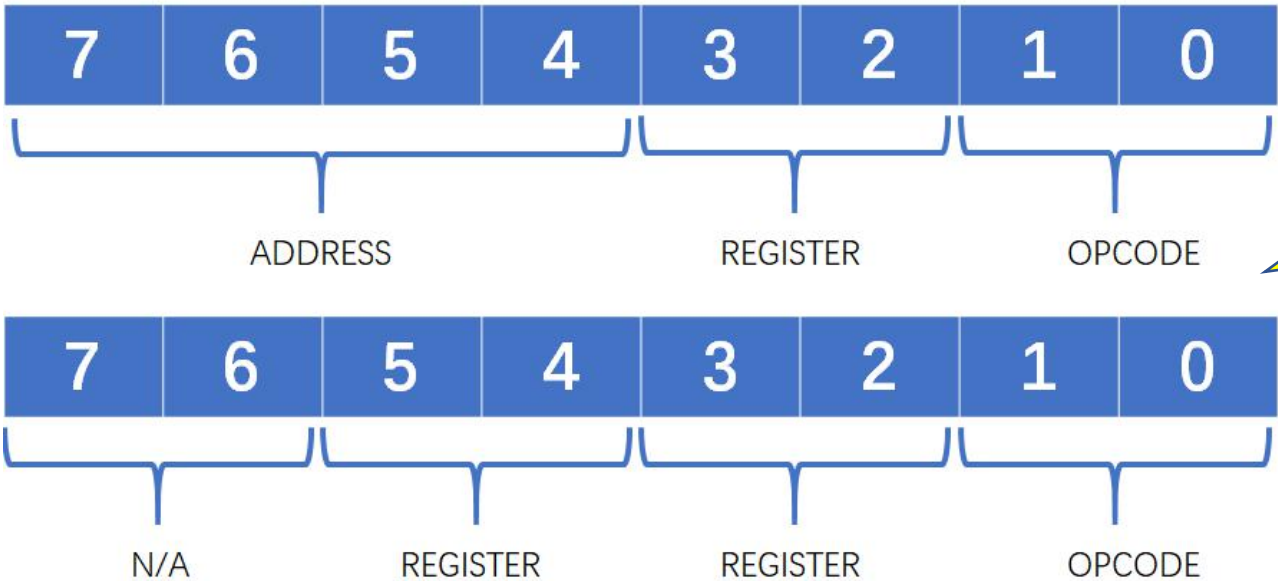 7 6 5 4 3 2 1 0
ADDRESS REGISTER OPCODE
7 6 5 4 3 2 1 0
N/A REGISTER REGISTER OPCODE